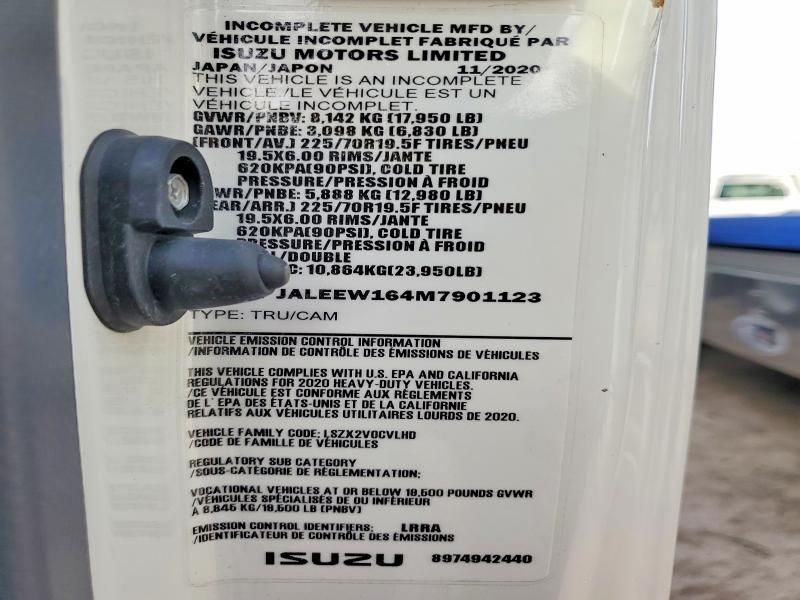 INCOMPLETE VEHICLE MFD BY/
VÉHICULE INCOMPLET FABRIQUÉ PAR
ISUZU MOTORS LIMITED
JAPAN/JAPON 11/2020
THIS VEHICLE IS AN INCOMPLETE
VEHICLE./LE VÉHICULE EST UN
VÉHICULE INCOMPLET.
GVWR/PNBV: 8,142 KG (17,950 LB)
GAWR/PNBE: 3,098 KG (6,830 LB)
(FRONT/AV.) 225/70R19.5F TIRES/PNEU
19.5X6.00 RIMS/JANTE
620KPA(90PSI), COLD TIRE
PRESSURE/PRESSION À FROID
WR/PNBE: 5,888 KG (12,980 LB)
EAR/ARR.) 225/70R19.5F TIRES/PNEU
19.5X6.00 RIMS/JANTE
620KPA(90PSI), COLD TIRE
PRESSURE/PRESSION À FROID
/DOUBLE
C: 10,864KG(23,950LB)
JALEEW164M7901123
TYPE: TRU/CAM
VEHICLE EMISSION CONTROL INFORMATION
/INFORMATION DE CONTRÔLE DES ÉMISSIONS DE VÉHICULES
THIS VEHICLE COMPLIES WITH U.S. EPA AND CALIFORNIA
REGULATIONS FOR 2020 HEAVY-DUTY VEHICLES.
/CE VÉHICULE EST CONFORME AUX RÈGLEMENTS
DE L' EPA DES ÉTATS-UNIS ET DE LA CALIFORNIE
RELATIFS AUX VÉHICULES UTILITAIRES LOURDS DE 2020.
VEHICLE FAMILY CODE: LSZX2VOCVLHD
/CODE DE FAMILLE DE VÉHICULES
REGULATORY SUB CATEGORY
/SOUS-CATÉGORIE DE RÉGLEMENTATION:
VOCATIONAL VEHICLES AT OR BELOW 19,500 POUNDS GVWR
/VÉHICULES SPÉCIALISÉS DE OU INFÉRIEUR
À 8,845 KG/19,500 LB (PNBV)
EMISSION CONTROL IDENTIFIERS: LRRA
/IDENTIFICATEUR DE CONTRÔLE DES ÉMISSIONS
ISUZU 8974942440